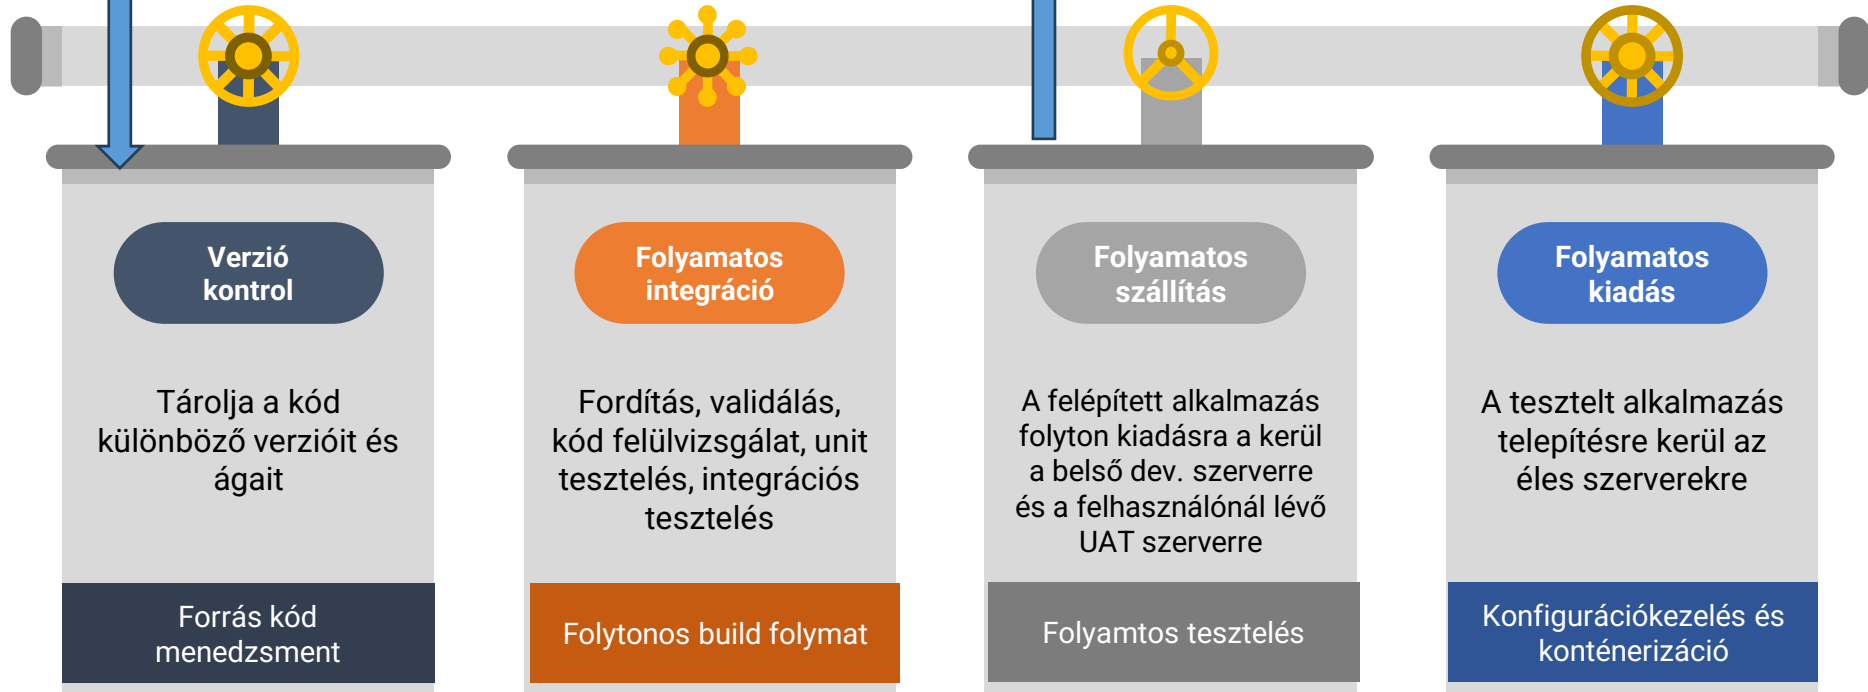 Verzió
kontrol
Tárolja a kód
különböző verzióit és
ágait
Forrás kód
menedzsment
Folyamatos
integráció
Fordítás, validálás,
kód felülvizsgálat, unit
tesztelés, integrációs
tesztelés
Folytonos build folymat
Folyamatos
szállítás
A felépített alkalmazás
folyton kiadásra a kerül
a belső dev. szerverre
és a felhasználónál lévő
UAT szerverre
Folyamtos tesztelés
Folyamatos
kiadás
A tesztelt alkalmazás
telepítésre kerül az
éles szerverekre
Konfigurációkezelés és
konténerizáció